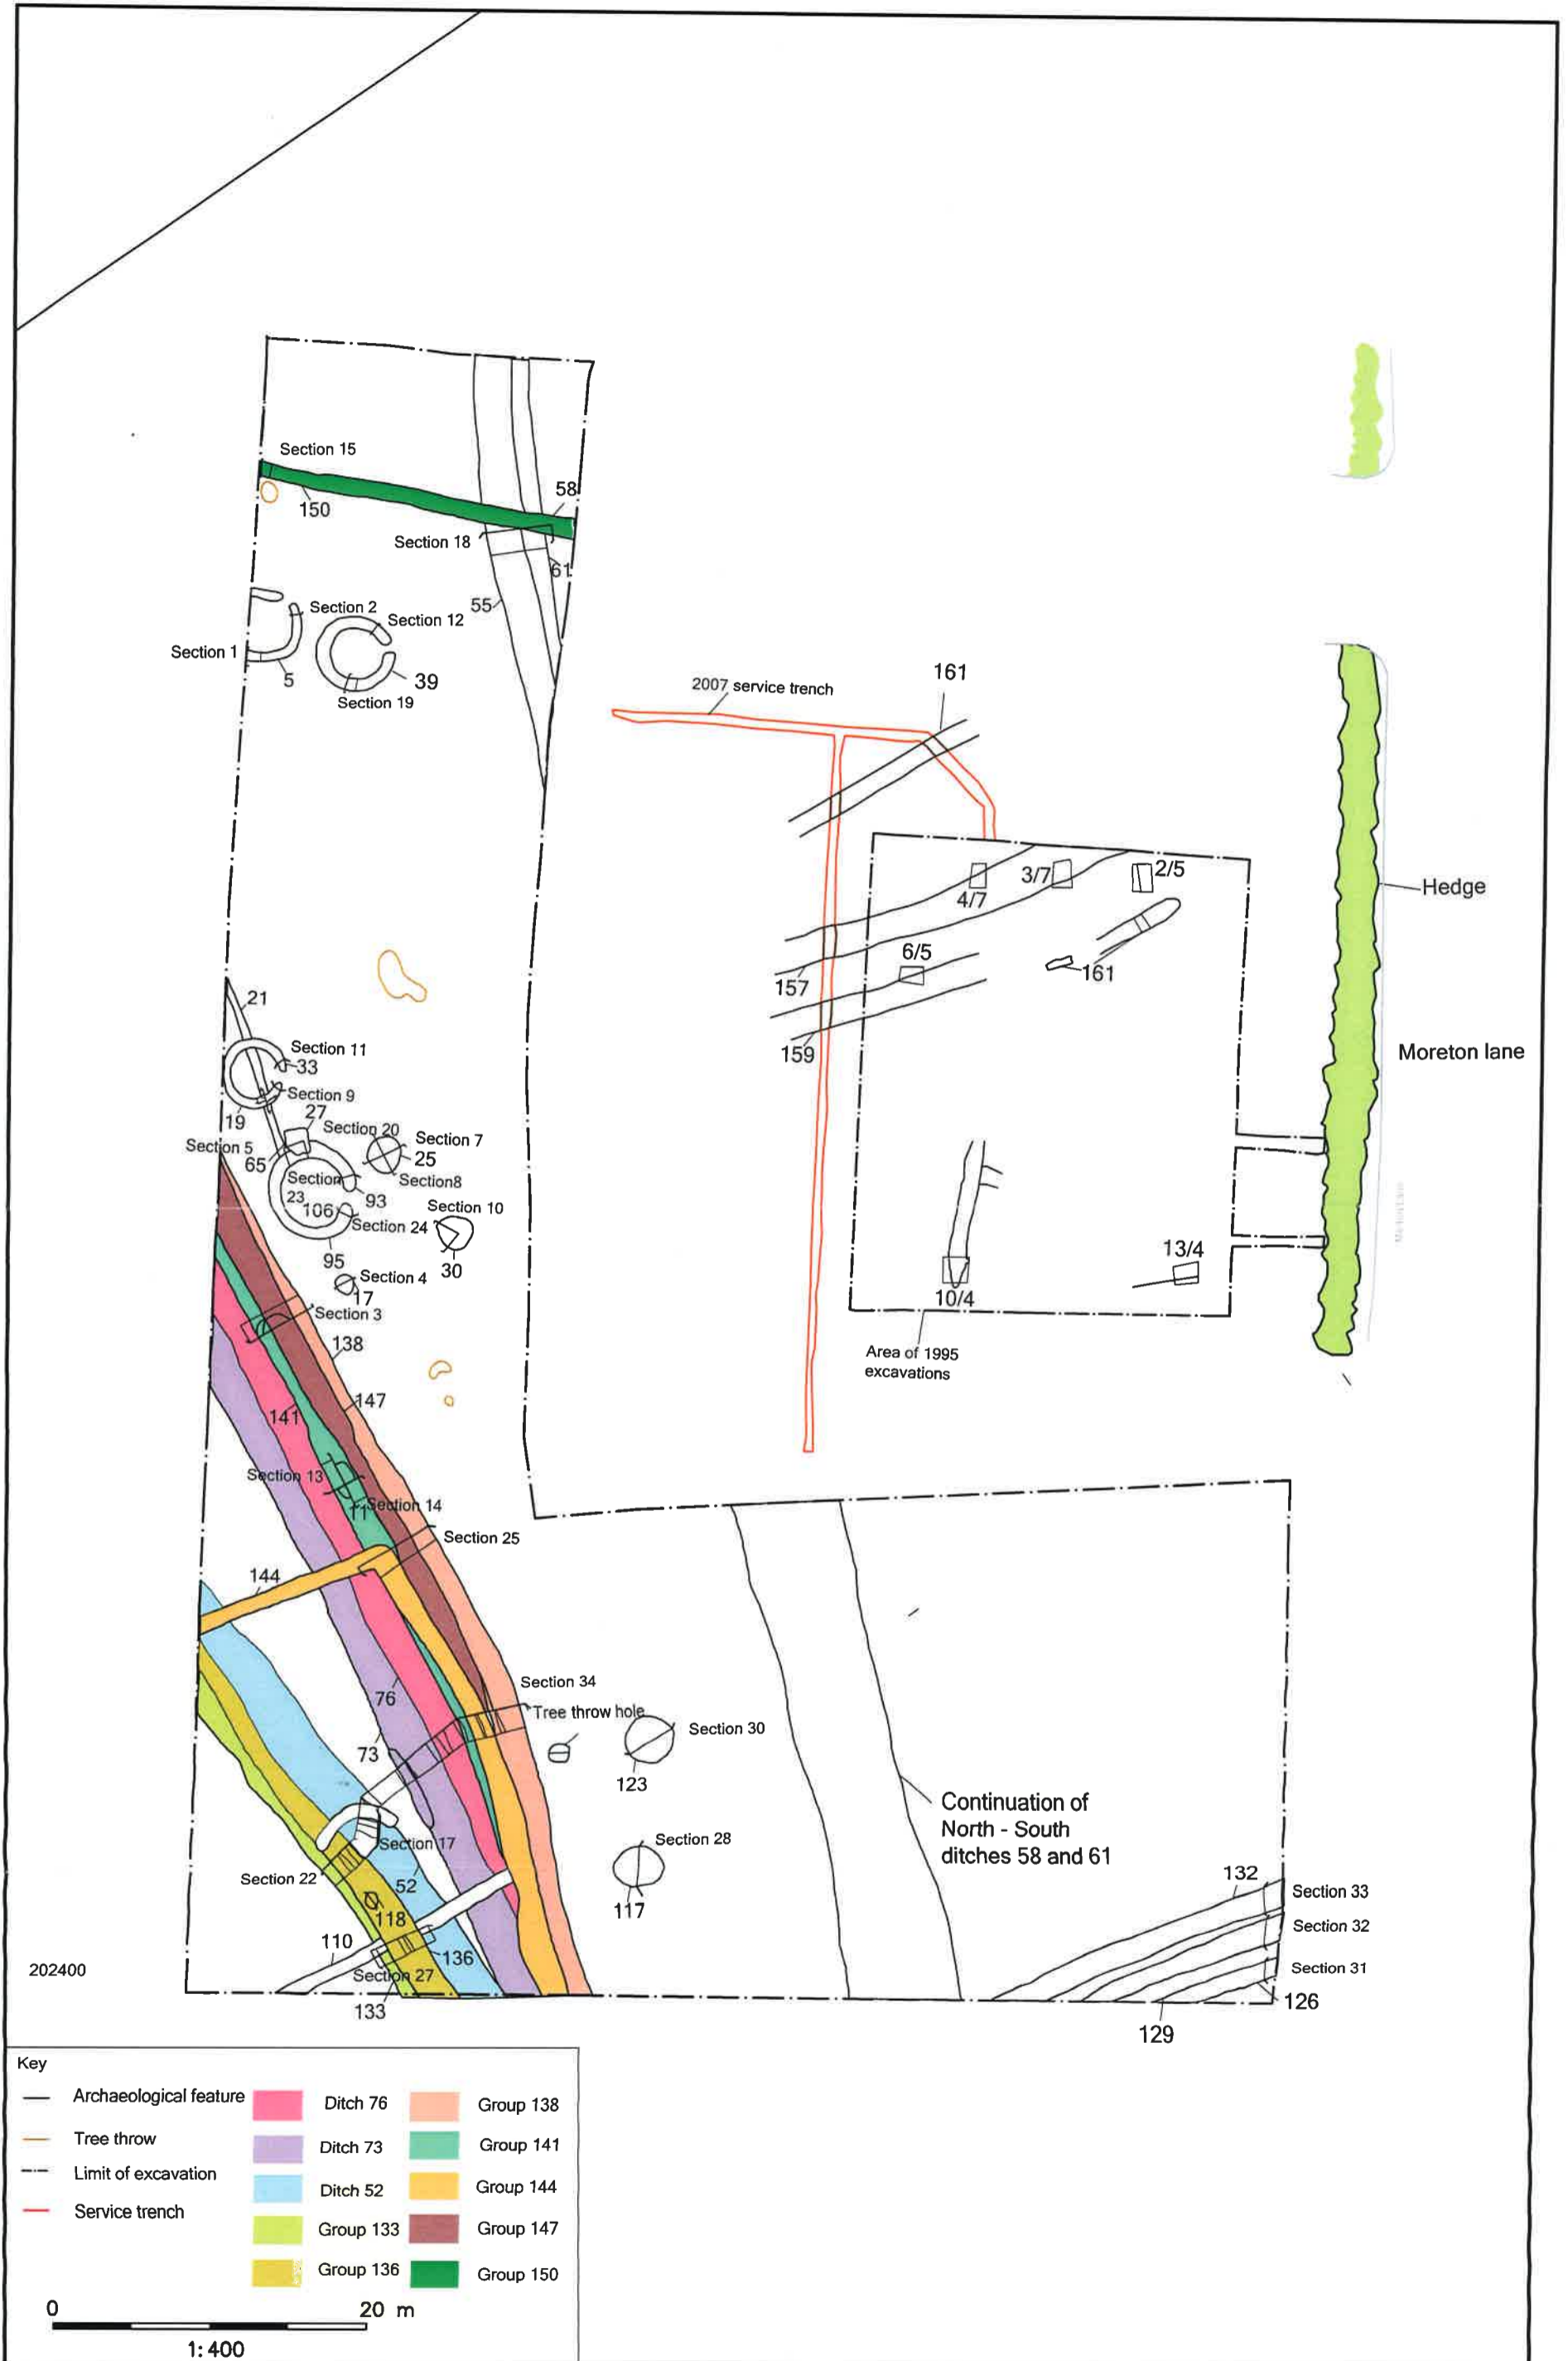 Section 15
150
58
Section 18
61
55
Section 2
Section 12
Section 1
5
39
Section 19
161
2007 service trench
2/5
3/7
4/7
Hedge
6/5
161
157
21
159
Moreton lane
Section 11
33
Section 9
19
27
Section 20
Section 7
Section 5
65
25
Section
Section8
23
93
106
Section 10
Section 24
95
30
Section 4
17
Section 3
13/4
10/4
138
Area of 1995
excavations
147
141
Section 13
Section 14
11
Section 25
144
Section 34
76
Tree throw hole
Section 30
73
123
Continuation of
North - South
ditches 58 and 61
Section 17
Section 28
Section 22
52
132
Section 33
118
117
Section 32
110
136
202400
Section 27
Section 31
126
133
129
Key
Archaeological feature
Ditch 76
Group 138
Tree throw
Ditch 73
Group 141
Limit of excavation
Ditch 52
Group 144
Service trench
Group 133
Group 147
Group 136
Group 150
0 20 m
1:400